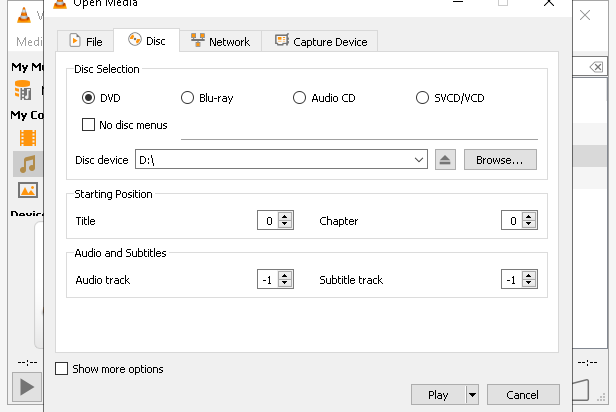 Open Media
Medi
File
Disc
Network
Capture Device
My M
Disc Selection
DVD
Blu-ray
Audio CD
SVCD/VCD
My Co
No disc menus
Disc device
D:\
Browse...
Starting Position
Title
0
Chapter
0
Device
Audio and Subtitles
Audio track
-1
Subtitle track
-1
--:--
--:--
Show more options
Play
Cancel